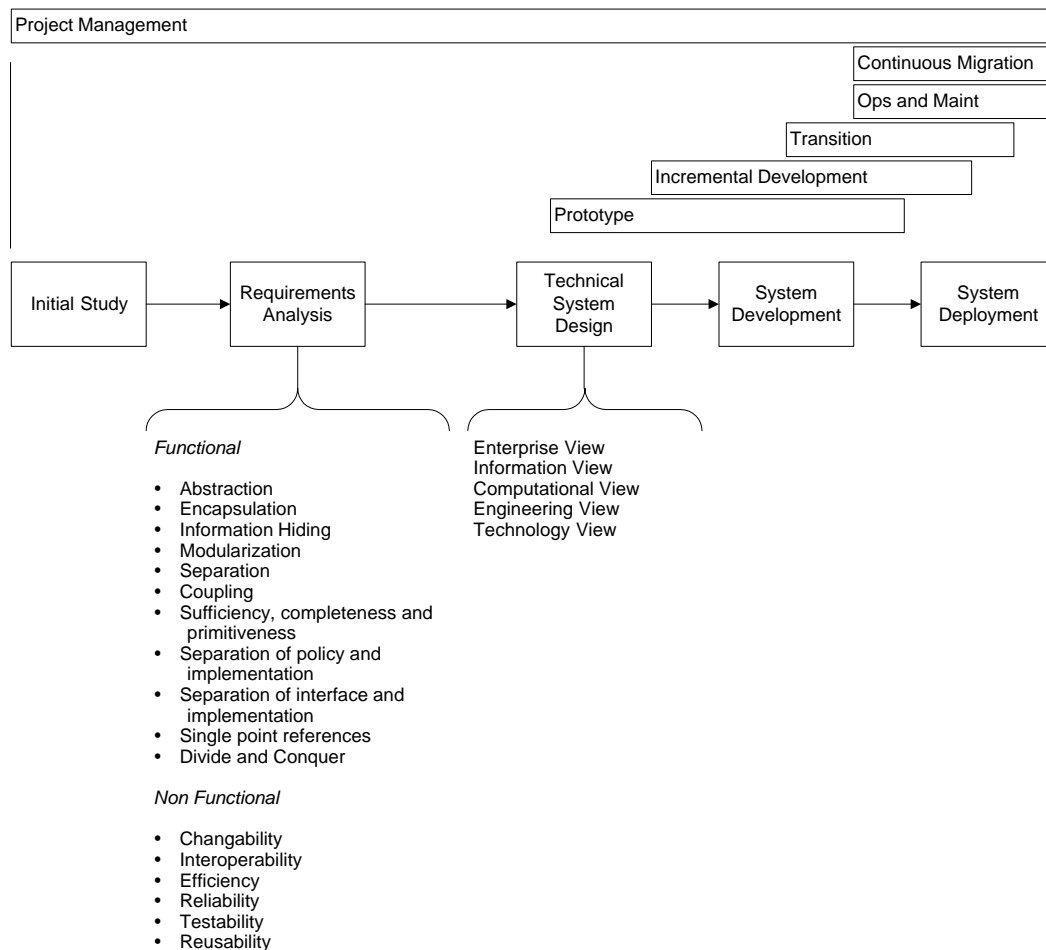 Project Management
Continuous Migration
Ops and Maint
Transition
Incremental Development
Prototype
Initial Study
Requirements
Analysis
Technical
System
Design
System
Development
System
Deployment
Functional
• Abstraction
• Encapsulation
• Information Hiding
• Modularization
• Separation
• Coupling
• Sufficiency, completeness and
primitiveness
• Separation of policy and
implementation
• Separation of interface and
implementation
• Single point references
• Divide and Conquer
Non Functional
• Changability
• Interoperability
• Efficiency
• Reliability
• Testability
• Reusability
Enterprise View
Information View
Computational View
Engineering View
Technology View